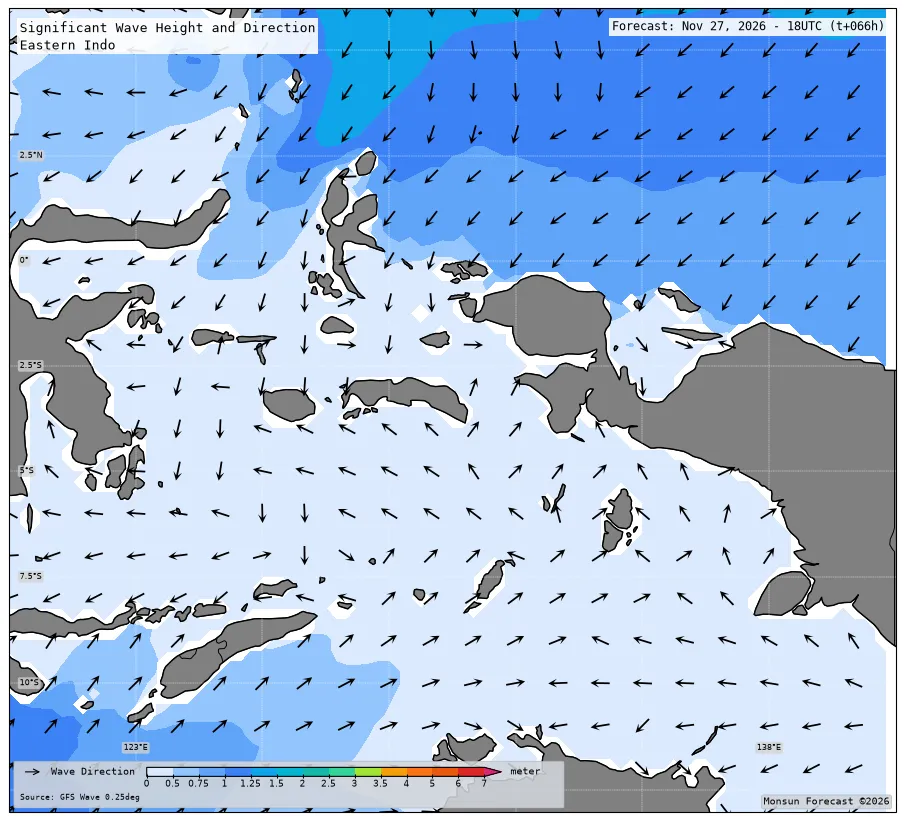 Significant Wave Height and Direction
Eastern Indo
Forecast: Nov 27, 2026 - 18UTC (t+066h)
2.5°N
0°
2.5°S
5°S
7.5°S
10°S
123°E
138°E
Wave Direction
meter
0 0.5 0.75 1 1.25 1.5 2 2.5 3 3.5 4 5 6 7
Source: GFS Wave 0.25deg
Monsun Forecast ©2026